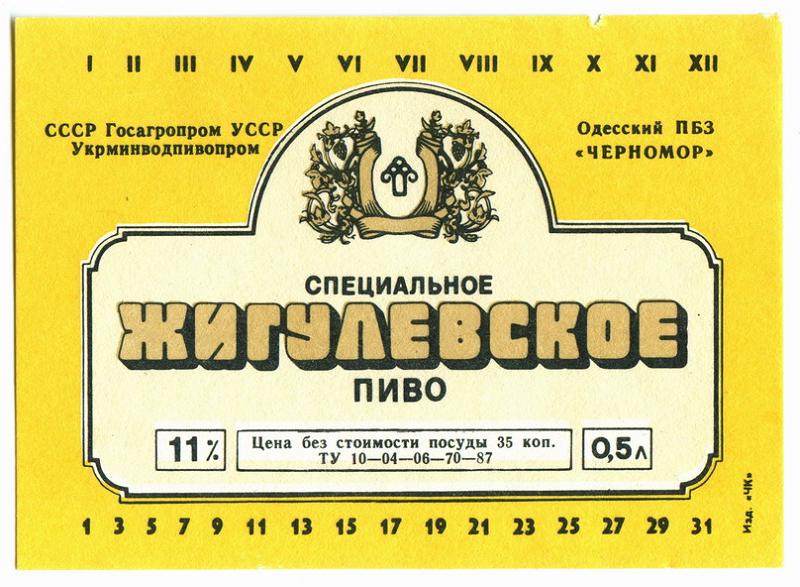 I II III IV V VI VII VIII IX X XI XII
СССР Госагропром УССР
Укрминводпивопром
Одесский ПБЗ
«ЧЕРНОМОР»
СПЕЦИАЛЬНОЕ
ЖИГУЛЕВСКОЕ
ПИВО
11%
Цена без стоимости посуды 35 коп.
ТУ 10—04—06—70—87
0,5 л
1 3 5 7 9 11 13 15 17 19 21 23 25 27 29 31
Изд. «ЧК»